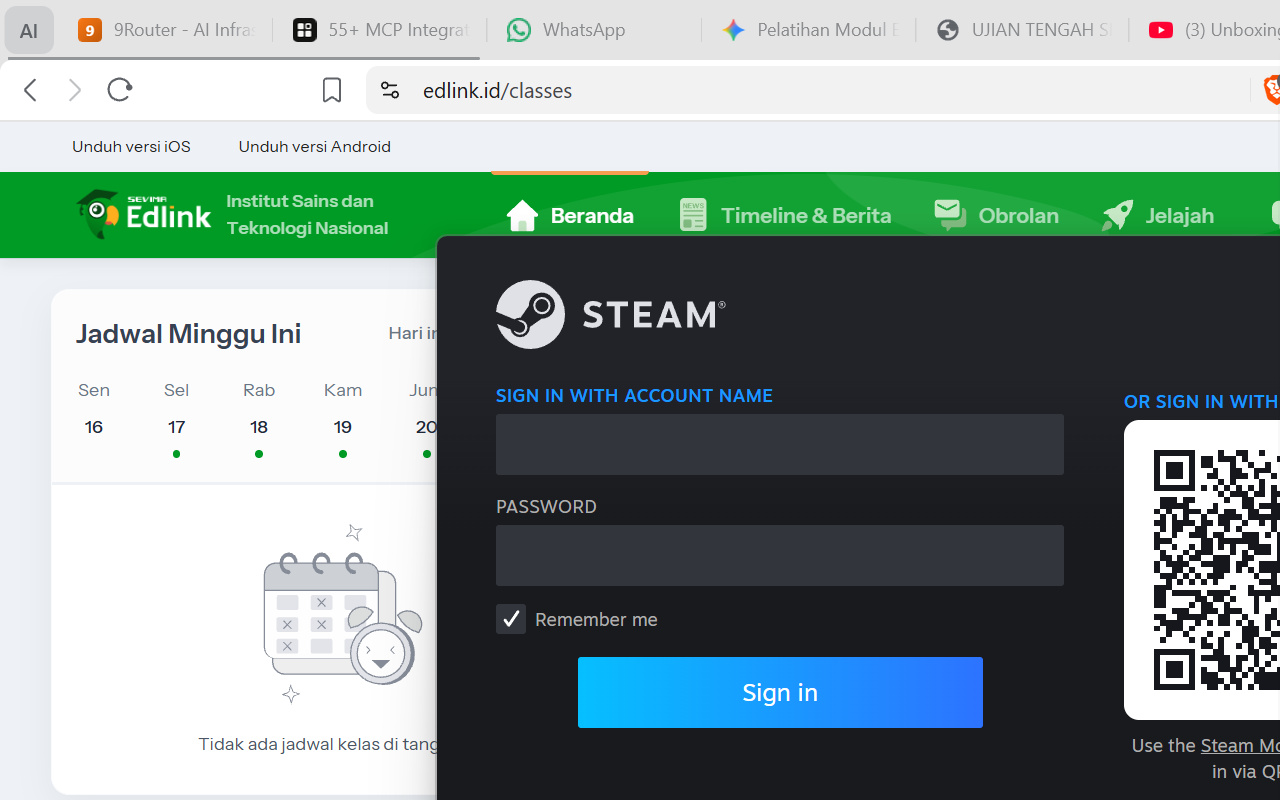 AI
9 9Router - AI Infras
55+ MCP Integrat
WhatsApp
Pelatihan Modul
UJIAN TENGAH
(3) Unboxing
edlink.id/classes
Unduh versi iOS
Unduh versi Android
SEVIMA
Edlink
Institut Sains dan
Teknologi Nasional
Beranda
NEWS
Timeline & Berita
Obrolan
Jelajah
Jadwal Minggu Ini
Hari in
Sen Sel Rab Kam Jum
16 17 18 19 20
Tidak ada jadwal kelas di tang
STEAM®
SIGN IN WITH ACCOUNT NAME
PASSWORD
Remember me
Sign in
OR SIGN IN WITH
Use the Steam Mo
in via QR